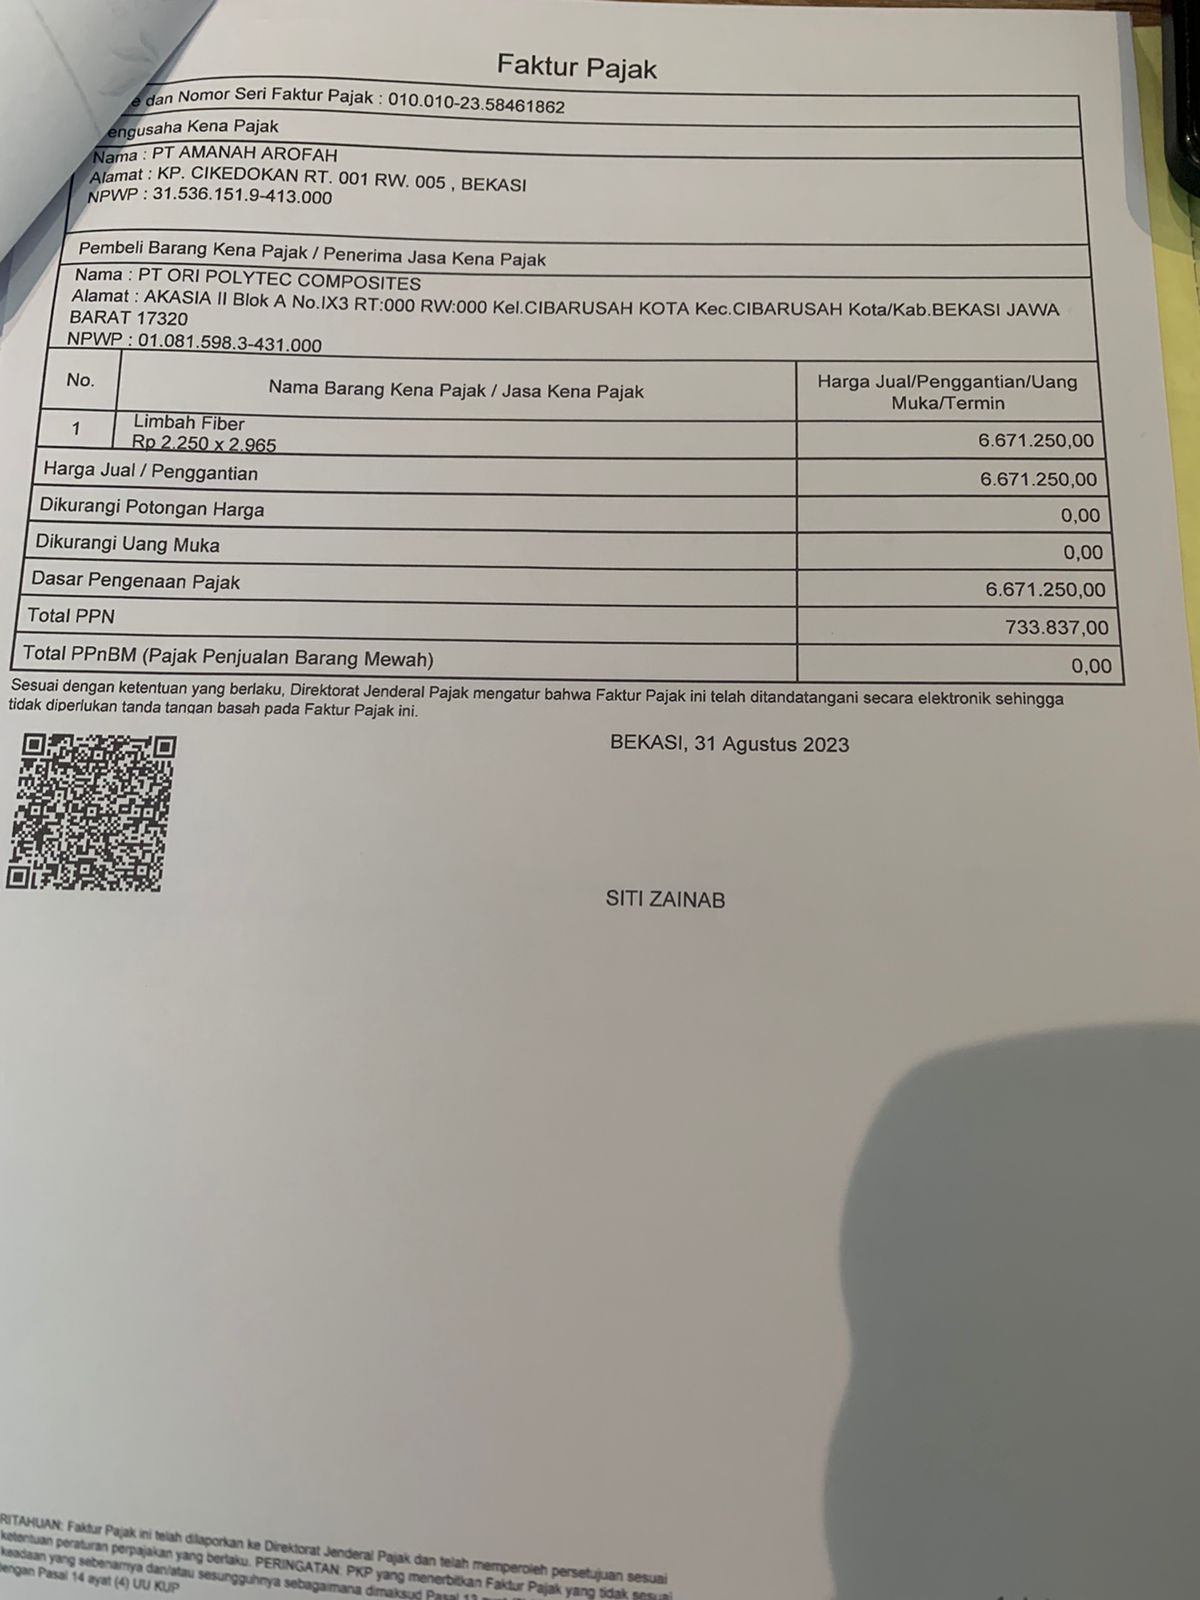 Faktur Pajak
e dan Nomor Seri Faktur Pajak : 010.010-23.58461862
engusaha Kena Pajak
Nama : PT AMANAH AROFAH
Alamat : KP. CIKEDOKAN RT. 001 RW. 005 , BEKASI
NPWP : 31.536.151.9-413.000
Pembeli Barang Kena Pajak / Penerima Jasa Kena Pajak
Nama : PT ORI POLYTEC COMPOSITES
Alamat : AKASIA II Blok A No.IX3 RT:000 RW:000 Kel.CIBARUSAH KOTA Kec.CIBARUSAH Kota/Kab.BEKASI JAWA
BARAT 17320
NPWP : 01.081.598.3-431.000
No. Nama Barang Kena Pajak / Jasa Kena Pajak Harga Jual/Penggantian/Uang
Muka/Termin
1 Limbah Fiber
Rp 2.250 x 2.965 6.671.250,00
Harga Jual / Penggantian 6.671.250,00
Dikurangi Potongan Harga 0,00
Dikurangi Uang Muka 0,00
Dasar Pengenaan Pajak 6.671.250,00
Total PPN 733.837,00
Total PPnBM (Pajak Penjualan Barang Mewah) 0,00
Sesuai dengan ketentuan yang berlaku, Direktorat Jenderal Pajak mengatur bahwa Faktur Pajak ini telah ditandatangani secara elektronik sehingga
tidak diperlukan tanda tangan basah pada Faktur Pajak ini.
BEKASI, 31 Agustus 2023
SITI ZAINAB
RITAHUAN: Faktur Pajak ini telah dilaporkan ke Direktorat Jenderal Pajak dan telah memperoleh persetujuan sesuai
ketentuan peraturan perpajakan yang berlaku. PERINGATAN: PKP yang menerbitkan Faktur Pajak yang tidak sesuai
keadaan yang sebenarnya dan/atau sesungguhnya sebagaimana dimaksud Pasal 13
engan Pasal 14 ayat (4) UU KUP